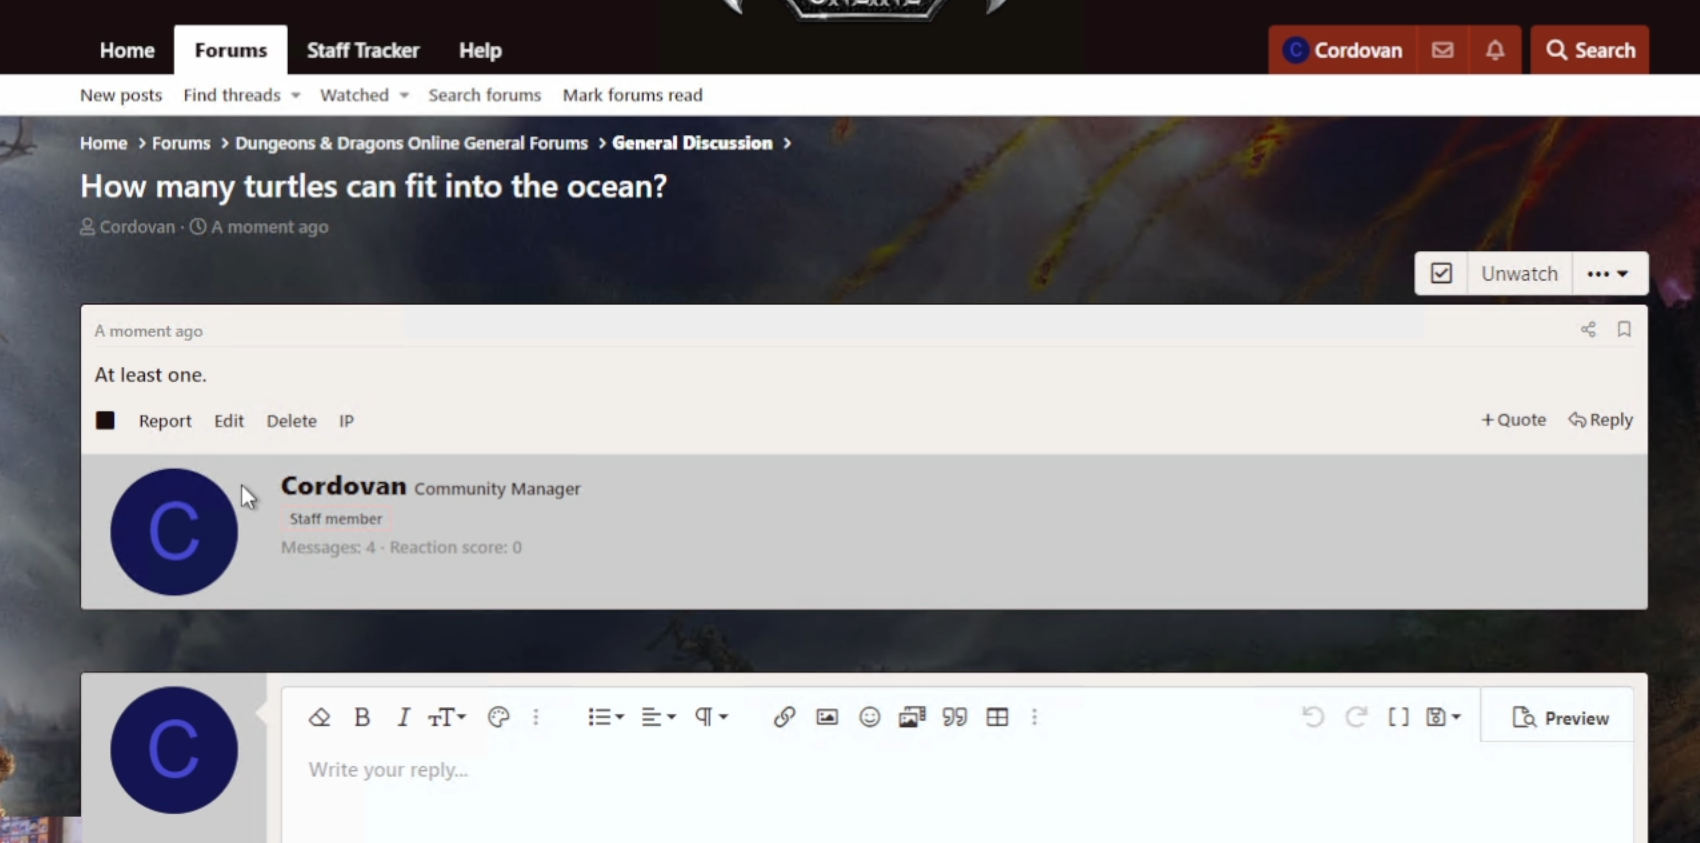 ONLINE
Home Forums Staff Tracker Help C Cordovan Search
New posts Find threads Watched Search forums Mark forums read
Home > Forums > Dungeons & Dragons Online General Forums > General Discussion >
How many turtles can fit into the ocean?
Cordovan · A moment ago
Unwatch
A moment ago
At least one.
Report Edit Delete IP +Quote Reply
C
Cordovan Community Manager
Staff member
Messages: 4 · Reaction score: 0
C
B I TT Preview
Write your reply...